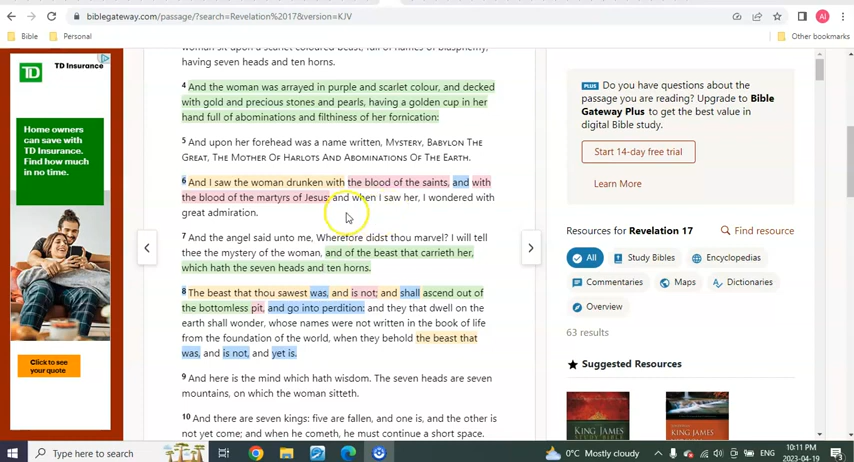 biblegateway.com/passage/?search=Revelation%2017&version=KJV
AI
Bible
Personal
Other bookmarks
TD
TD Insurance
Home owners
can save with
TD Insurance.
Find how much
in no time.
Click to see
your quote
woman sit upon a scarlet coloured beast, full of names of blasphemy,
having seven heads and ten horns.
4 And the woman was arrayed in purple and scarlet colour, and decked
with gold and precious stones and pearls, having a golden cup in her
hand full of abominations and filthiness of her fornication:
5 And upon her forehead was a name written, Mystery, Babylon The
Great, The Mother Of Harlots And Abominations Of The Earth.
6 And I saw the woman drunken with the blood of the saints, and with
the blood of the martyrs of Jesus: and when I saw her, I wondered with
great admiration.
7 And the angel said unto me, Wherefore didst thou marvel? I will tell
thee the mystery of the woman, and of the beast that carrieth her,
which hath the seven heads and ten horns.
8 The beast that thou sawest was, and is not; and shall ascend out of
the bottomless pit, and go into perdition: and they that dwell on the
earth shall wonder, whose names were not written in the book of life
from the foundation of the world, when they behold the beast that
was, and is not, and yet is.
9 And here is the mind which hath wisdom. The seven heads are seven
mountains, on which the woman sitteth.
10 And there are seven kings: five are fallen, and one is, and the other is
not yet come; and when he cometh, he must continue a short space.
PLUS Do you have questions about the
passage you are reading? Upgrade to Bible
Gateway Plus to get the best value in
digital Bible study.
Start 14-day free trial
Learn More
Resources for Revelation 17
Find resource
All
Study Bibles
Encyclopedias
Commentaries
Maps
Dictionaries
Overview
63 results
Suggested Resources
KING JAMES
KING JAMES
Type here to search
0°C Mostly cloudy
ENG
10:11 PM
2023-04-19